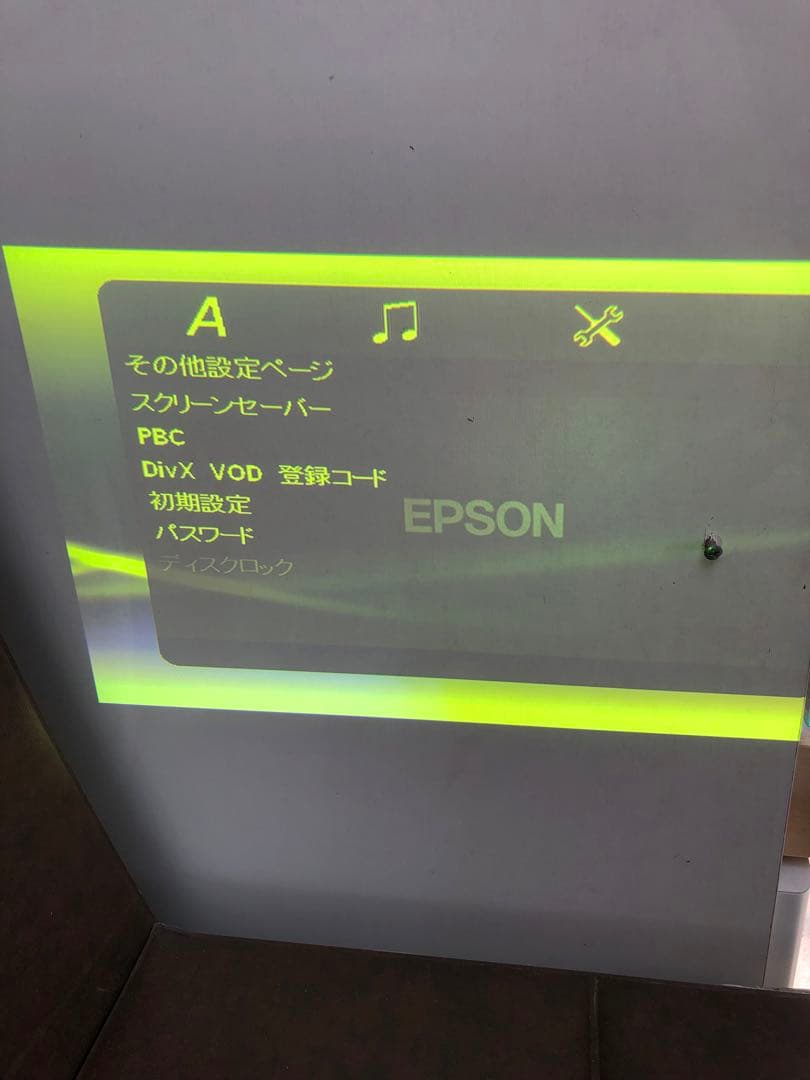 A
その他設定ページ
スクリーンセーバー
PBC
DivX VOD 登録コード
初期設定
パスワード
ディスクロック
EPSON